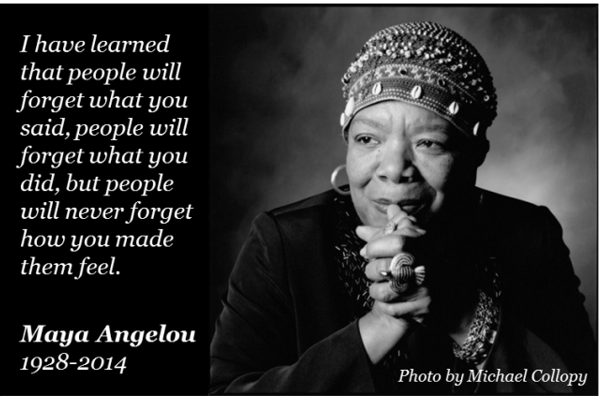 I have learned
that people will
forget what you
said, people will
forget what you
did, but people
will never forget
how you made
them feel.
Maya Angelou
1928-2014
Photo by Michael Collopy